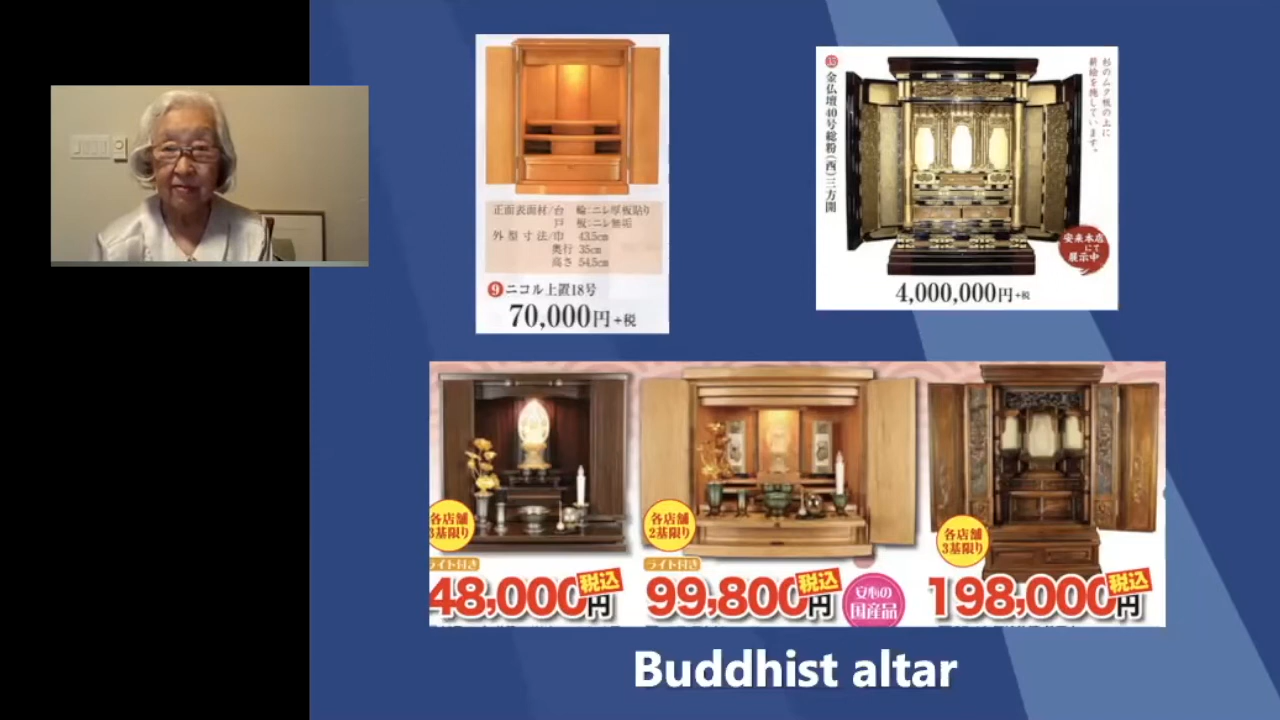 正面表面材/台　輪:ニレ厚板貼り
戸　板:ニレ無垢
外型寸法/巾　43.5cm
奥行 35cm
高さ 54.5cm
9 ニコル上置18号
70,000円+税
33 金仏壇40号総粉(西)三方開
杉のムク板の上に
蒔絵を施しています。
安来本店
にて
展示中
4,000,000円+税
各店舗
3基限り
ライト付き
48,000円 税込
各店舗
2基限り
ライト付き
99,800円 税込
安心の
国産品
各店舗
3基限り
198,000円 税込
Buddhist altar